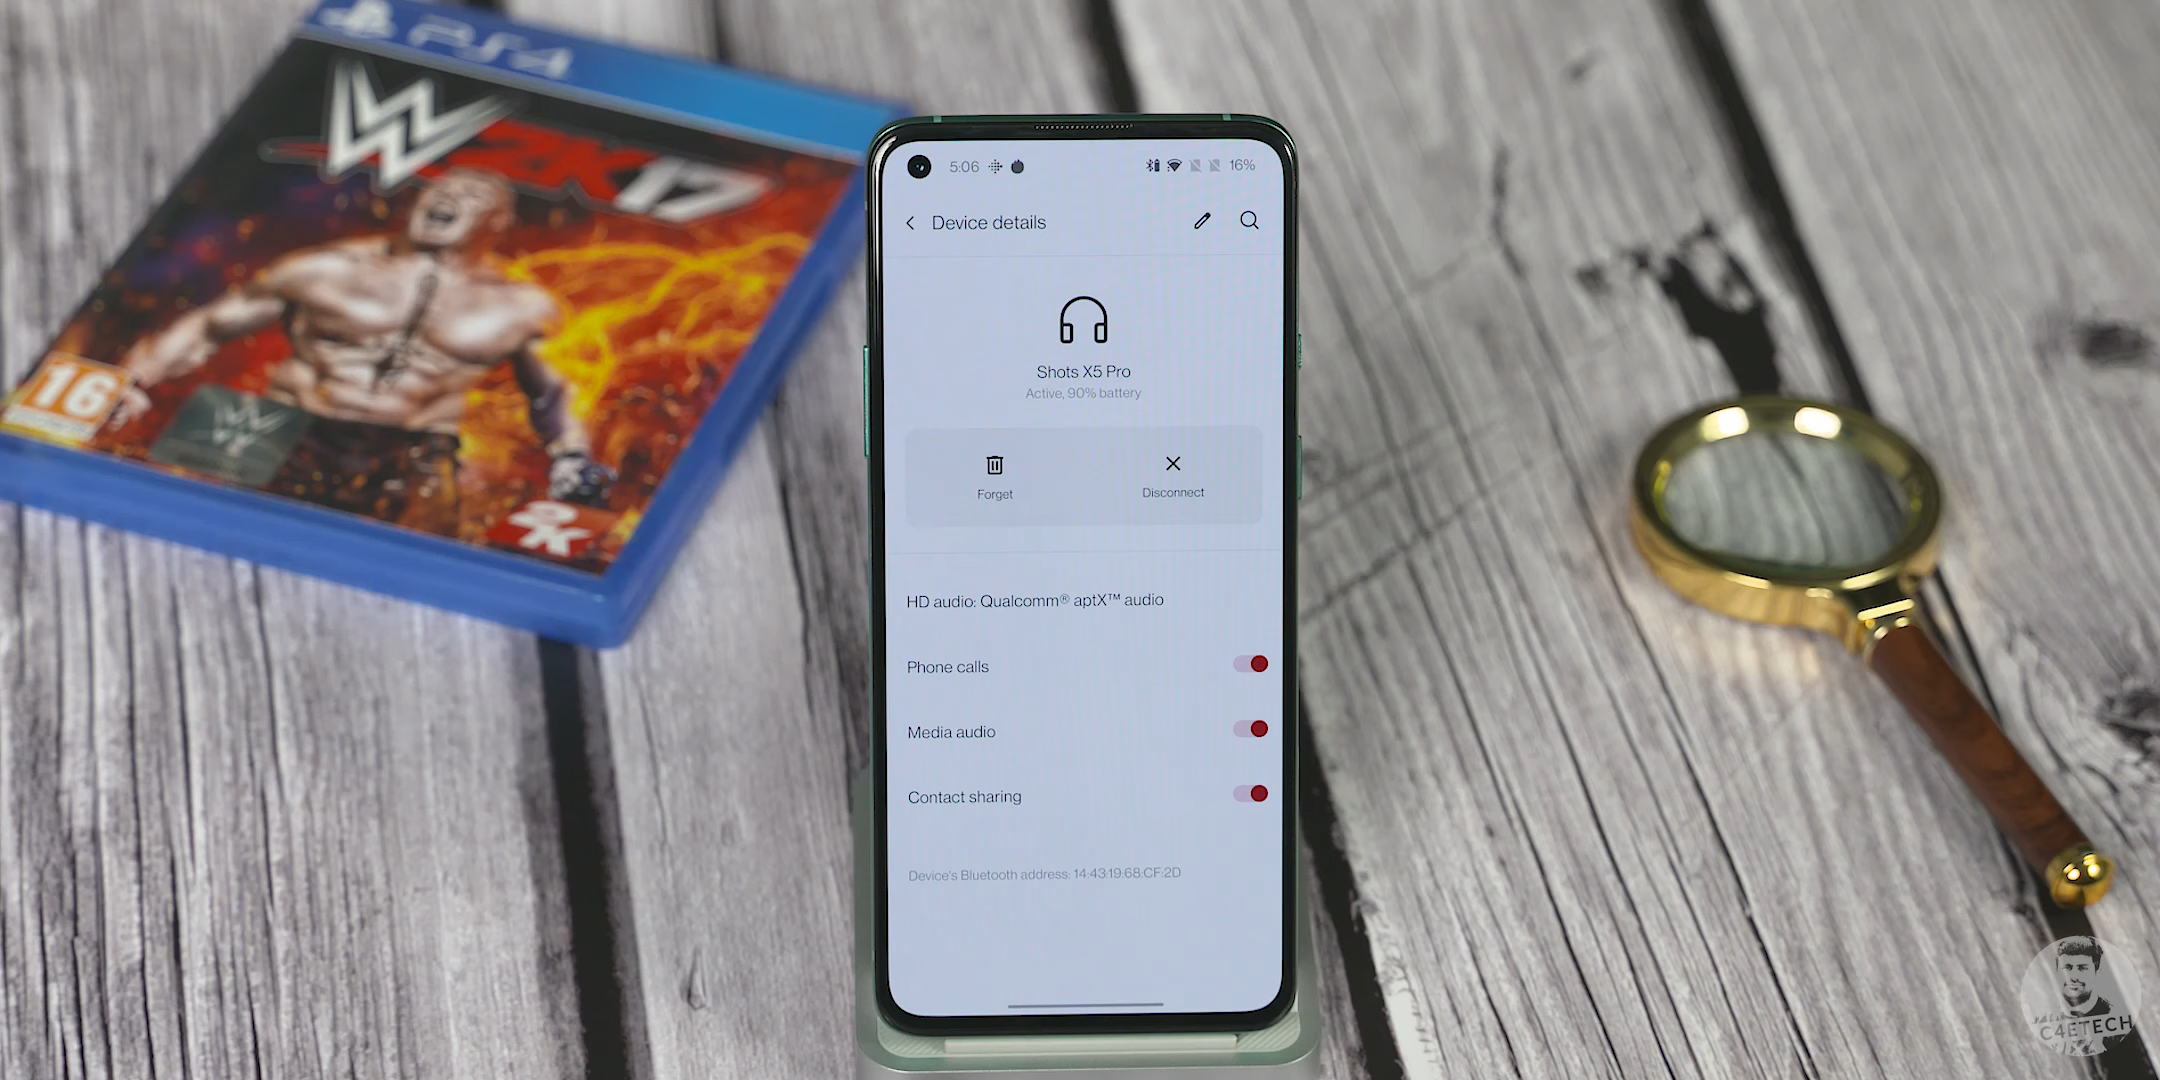 PS4
W
2K17
16
W
2K
5:06
16%
Device details
Shots X5 Pro
Active, 90% battery
Forget
Disconnect
HD audio: Qualcomm® aptX™ audio
Phone calls
Media audio
Contact sharing
Device's Bluetooth address: 14:43:19:68:CF:2D
C4ETECH